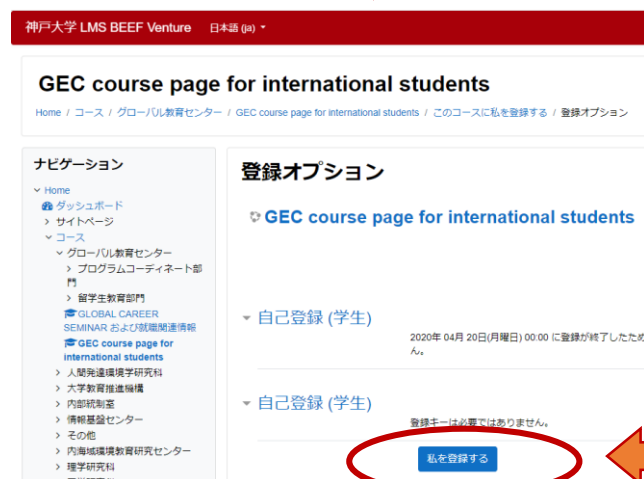 神戸大学 LMS BEEF Venture 日本語 (ja)
GEC course page for international students
Home / コース / グローバル教育センター / GEC course page for international students / このコースに私を登録する / 登録オプション
ナビゲーション
Home
ダッシュボード
サイトページ
コース
グローバル教育センター
プログラムコーディネート部
門
留学生教育部門
GLOBAL CAREER
SEMINAR および就職関連情報
GEC course page for
international students
人間発達環境学研究科
大学教育推進機構
内部統制室
情報基盤センター
その他
内海域環境教育研究センター
理学研究科
登録オプション
GEC course page for international students
自己登録 (学生)
2020年 04月 20日(月曜日) 00:00 に登録が終了したため
ん。
自己登録 (学生)
登録キーは必要ではありません。
私を登録する